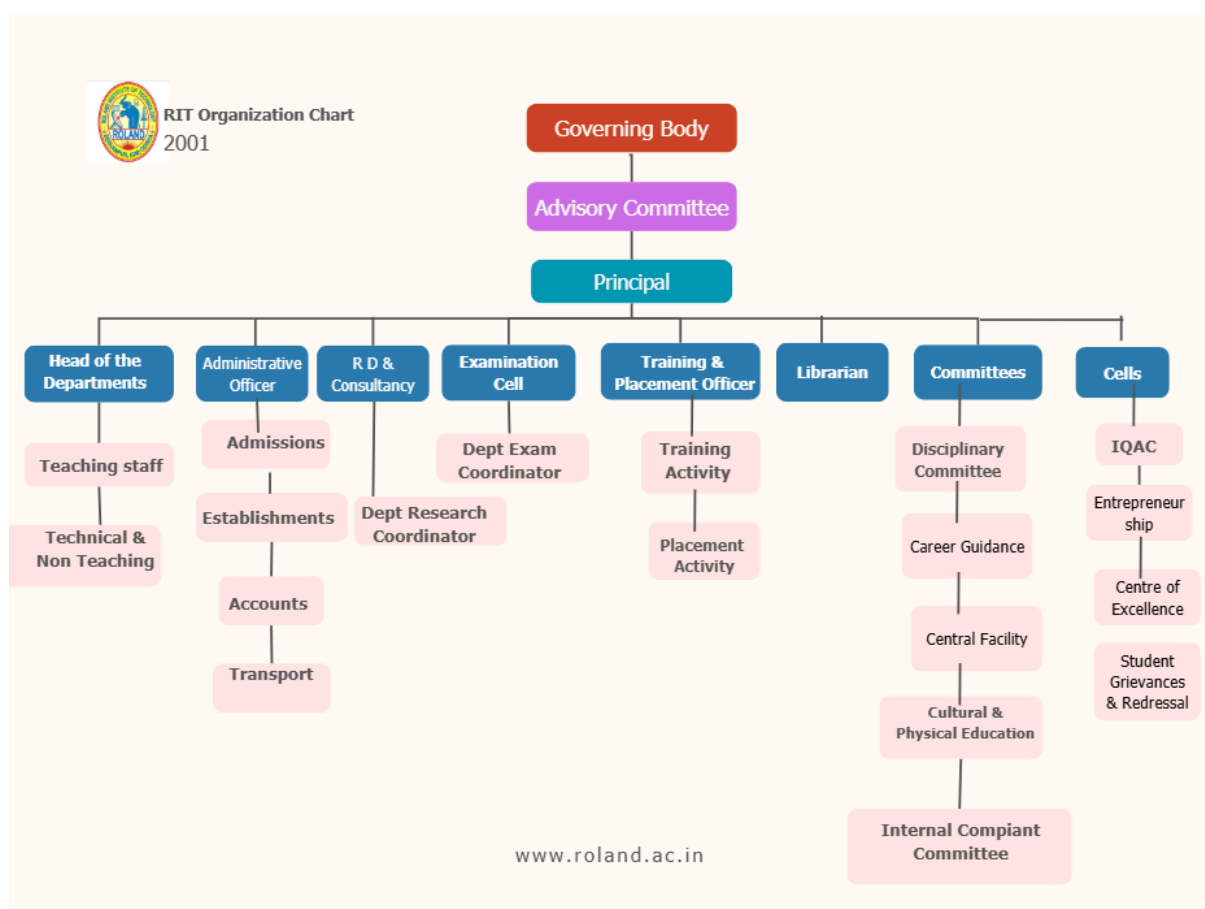 RIT Organization Chart
2001
ROLAND
Governing Body
Advisory Committee
Principal
Head of the
Departments
Administrative
Officer
R D &
Consultancy
Examination
Cell
Training &
Placement Officer
Librarian
Committees
Cells
Teaching staff
Technical &
Non Teaching
Admissions
Establishments
Accounts
Transport
Dept Research
Coordinator
Dept Exam
Coordinator
Training
Activity
Placement
Activity
Disciplinary
Committee
Career Guidance
Central Facility
Cultural &
Physical Education
Internal Compiant
Committee
IQAC
Entrepreneur
ship
Centre of
Excellence
Student
Grievances
& Redressal
www.roland.ac.in